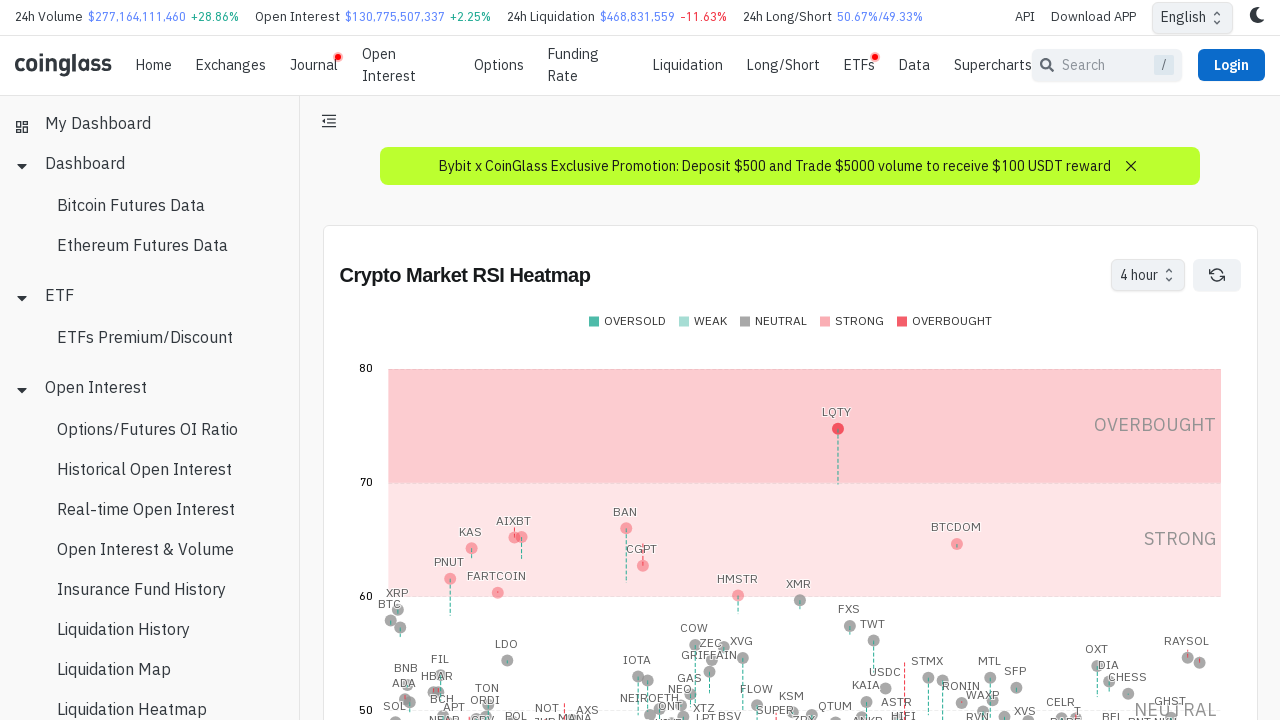 24h Volume $277,164,111,460 +28.86% Open Interest $130,775,507,337 +2.25% 24h Liquidation $468,831,559 -11.63% 24h Long/Short 50.67%/49.33% API Download APP English
coinglass Home Exchanges Journal Open Interest Options Funding Rate Liquidation Long/Short ETFs Data Supercharts Search / Login
My Dashboard
Dashboard
Bitcoin Futures Data
Ethereum Futures Data
ETF
ETFs Premium/Discount
Open Interest
Options/Futures OI Ratio
Historical Open Interest
Real-time Open Interest
Open Interest & Volume
Insurance Fund History
Liquidation History
Liquidation Map
Liquidation Heatmap
Bybit x CoinGlass Exclusive Promotion: Deposit $500 and Trade $5000 volume to receive $100 USDT reward
Crypto Market RSI Heatmap 4 hour
OVERSOLD WEAK NEUTRAL STRONG OVERBOUGHT
80
LQTY
OVERBOUGHT
70
BAN
AIXBT
BTCDOM
KAS
STRONG
CGPT
PNUT
FARTCOIN
HMSTR
XMR
60
XRP
BTC
FXS
TWT
COW
ZEC XVG
RAYSOL
LDO
OXT
GRIFFAIN
FIL
IOTA
STMX
MTL
DIA
BNB
SFP
USDC
HBAR
GAS
CHESS
ADA
KAIA
RONIN
TON
NEO
FLOW
BCH
NEIROETH
KSM
WAXP
ORDI
ASTR
CELR
GHST
SOL
APT
NOT
AXS
ONT
XTZ
SUPER
QTUM
XVS
NEUTRAL
50
POL
MANA
LPT
BSV
HIFI
RVN